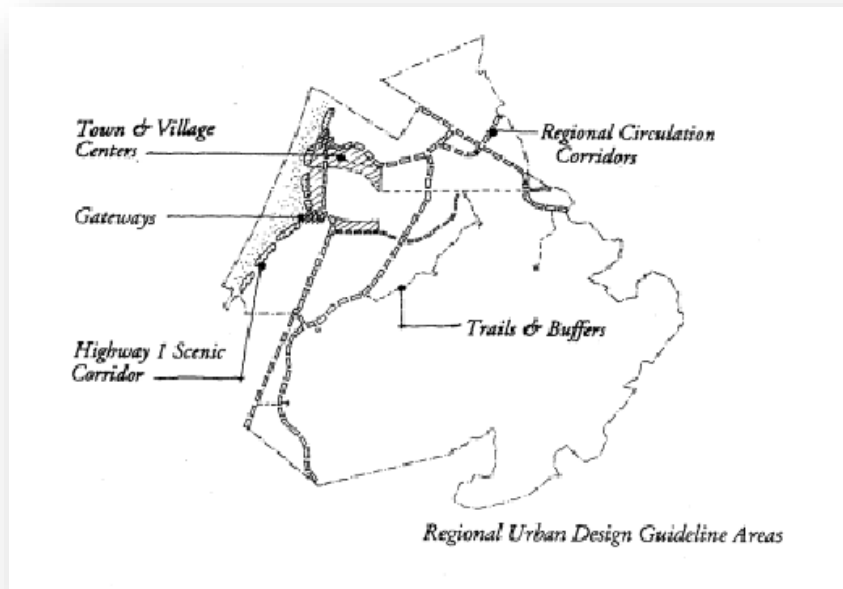 Town & Village
Centers
Regional Circulation
Corridors
Gateways
Trails & Buffers
Highway 1 Scenic
Corridor
Regional Urban Design Guideline Areas